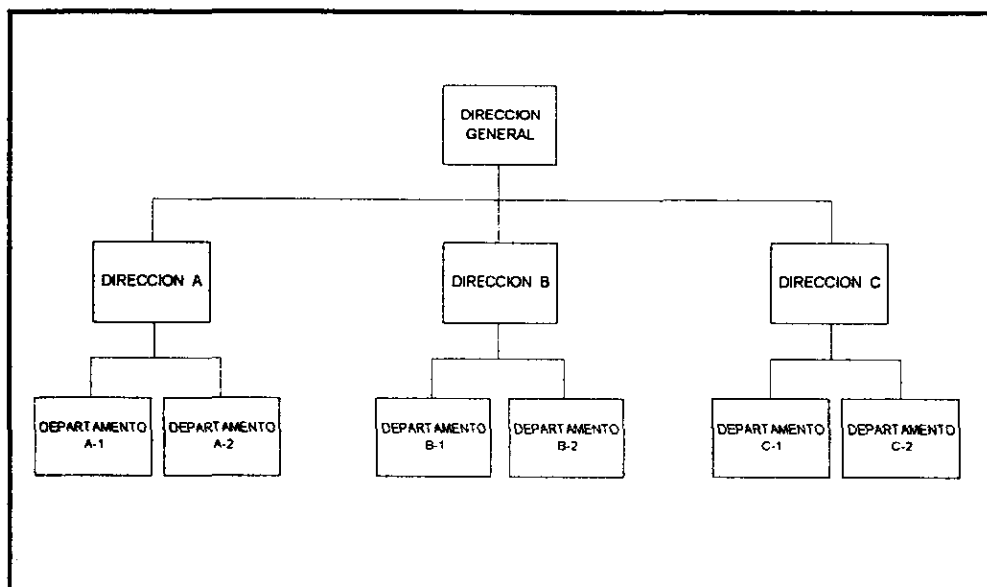 DIRECCION
GENERAL
DIRECCION A
DIRECCION B
DIRECCION C
DEPARTAMENTO
A-1
DEPARTAMENTO
A-2
DEPARTAMENTO
B-1
DEPARTAMENTO
B-2
DEPARTAMENTO
C-1
DEPARTAMENTO
C-2